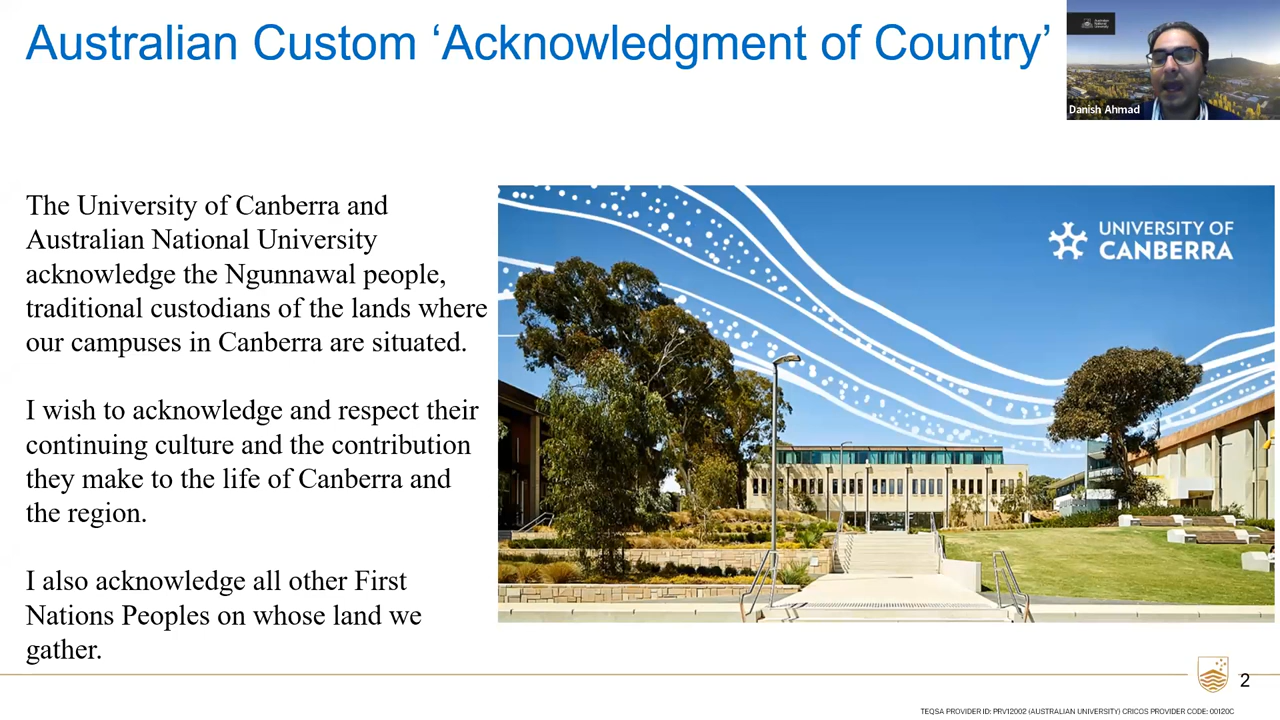 Australian Custom ‘Acknowledgment of Country’
Danish Ahmad
The University of Canberra and
Australian National University
acknowledge the Ngunnawal people,
traditional custodians of the lands where
our campuses in Canberra are situated.
I wish to acknowledge and respect their
continuing culture and the contribution
they make to the life of Canberra and
the region.
I also acknowledge all other First
Nations Peoples on whose land we
gather.
UNIVERSITY OF
CANBERRA
2
TEQSA PROVIDER ID: PRV12002 (AUSTRALIAN UNIVERSITY) CRICOS PROVIDER CODE: 00120C